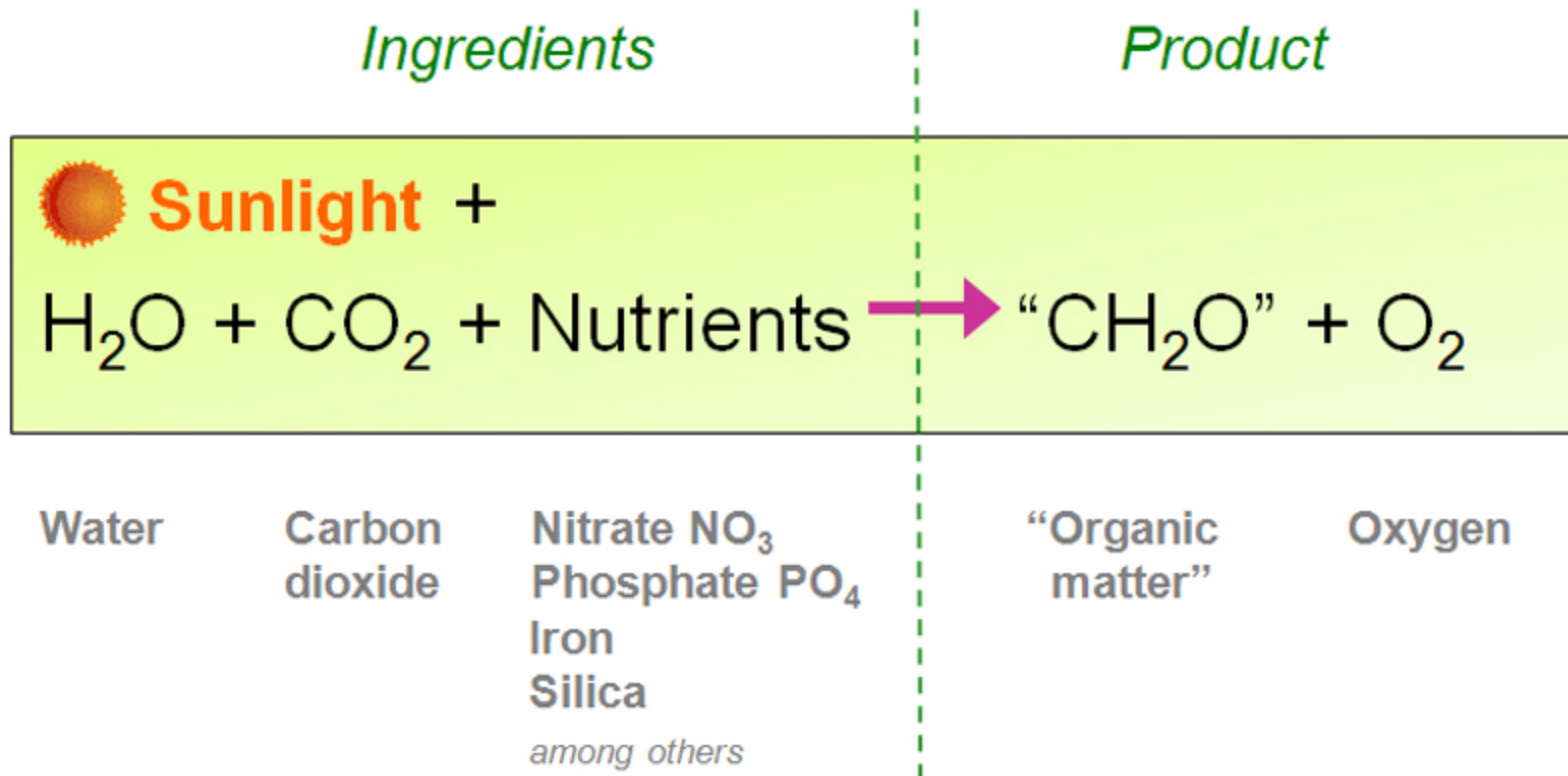 Ingredients
Product
Sunlight +
H₂O + CO₂ + Nutrients → “CH₂O” + O₂
Water
Carbon
dioxide
Nitrate NO₃
Phosphate PO₄
Iron
Silica
among others
“Organic
matter”
Oxygen